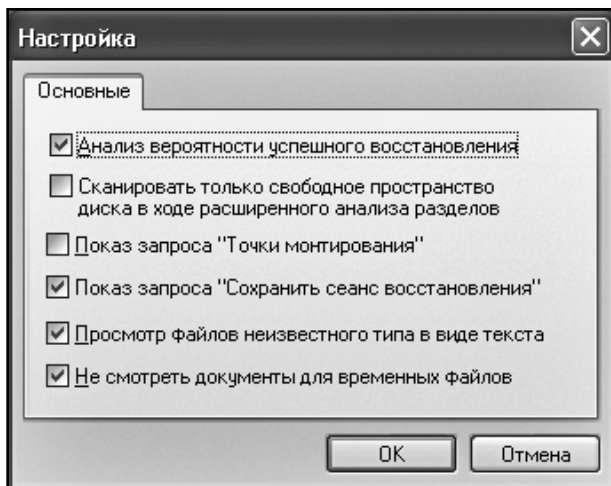 Настройка
Основные
Анализ вероятности успешного восстановления
Сканировать только свободное пространство
диска в ходе расширенного анализа разделов
Показ запроса "Точки монтирования"
Показ запроса "Сохранить сеанс восстановления"
Просмотр файлов неизвестного типа в виде текста
Не смотреть документы для временных файлов
OK
Отмена